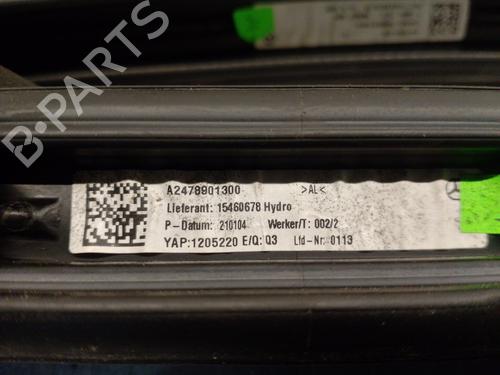 A2478901300 >AL<
Lieferant: 15460678 Hydro
P-Datum: 210104 Werker/T: 002/2
YAP:1205220 E/Q: Q3 Lfd-Nr: 0113
B-PARTS